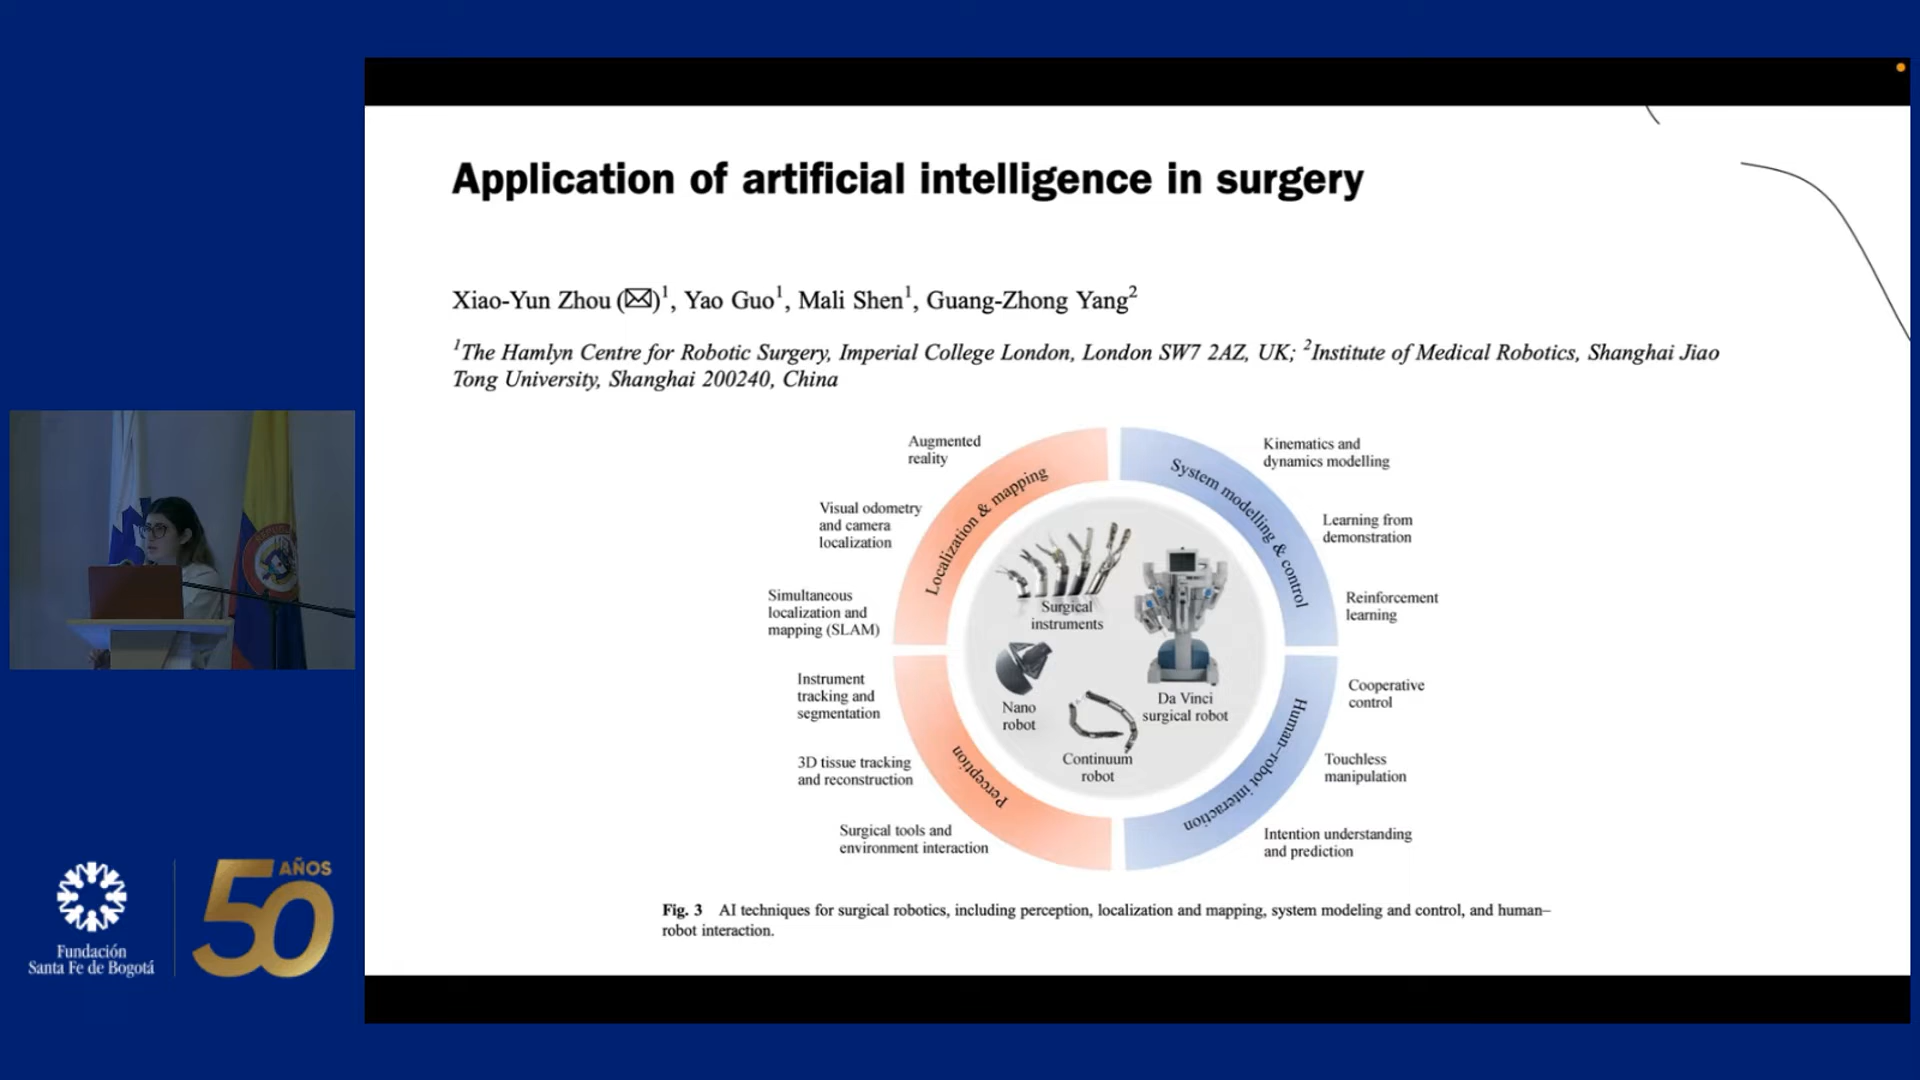 Application of artificial intelligence in surgery
Xiao-Yun Zhou (✉)1, Yao Guo1, Mali Shen1, Guang-Zhong Yang2
1The Hamlyn Centre for Robotic Surgery, Imperial College London, London SW7 2AZ, UK; 2Institute of Medical Robotics, Shanghai Jiao
Tong University, Shanghai 200240, China
Augmented
reality
Visual odometry
and camera
localization
Simultaneous
localization and
mapping (SLAM)
Instrument
tracking and
segmentation
3D tissue tracking
and reconstruction
Surgical tools and
environment interaction
Localization & mapping
Perception
System modelling & control
Human–robot interaction
Surgical
instruments
Nano
robot
Continuum
robot
Da Vinci
surgical robot
Kinematics and
dynamics modelling
Learning from
demonstration
Reinforcement
learning
Cooperative
control
Touchless
manipulation
Intention understanding
and prediction
Fig. 3 AI techniques for surgical robotics, including perception, localization and mapping, system modeling and control, and human–
robot interaction.
Fundación
Santa Fe de Bogotá
50 AÑOS